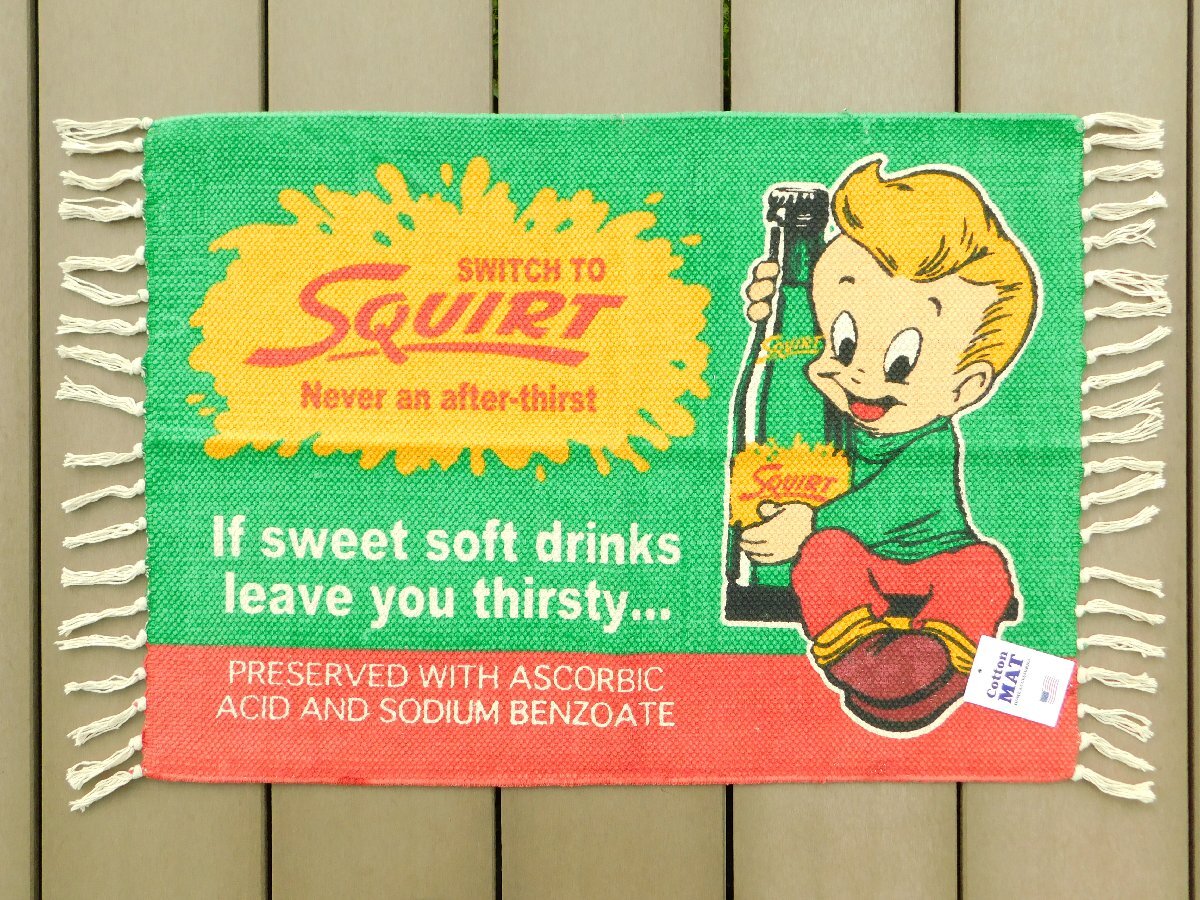 SWITCH TO
SQUIRT
Never an after-thirst
If sweet soft drinks
leave you thirsty...
PRESERVED WITH ASCORBIC
ACID AND SODIUM BENZOATE
SQUIRT
SQUIRT
Cotton
MAT